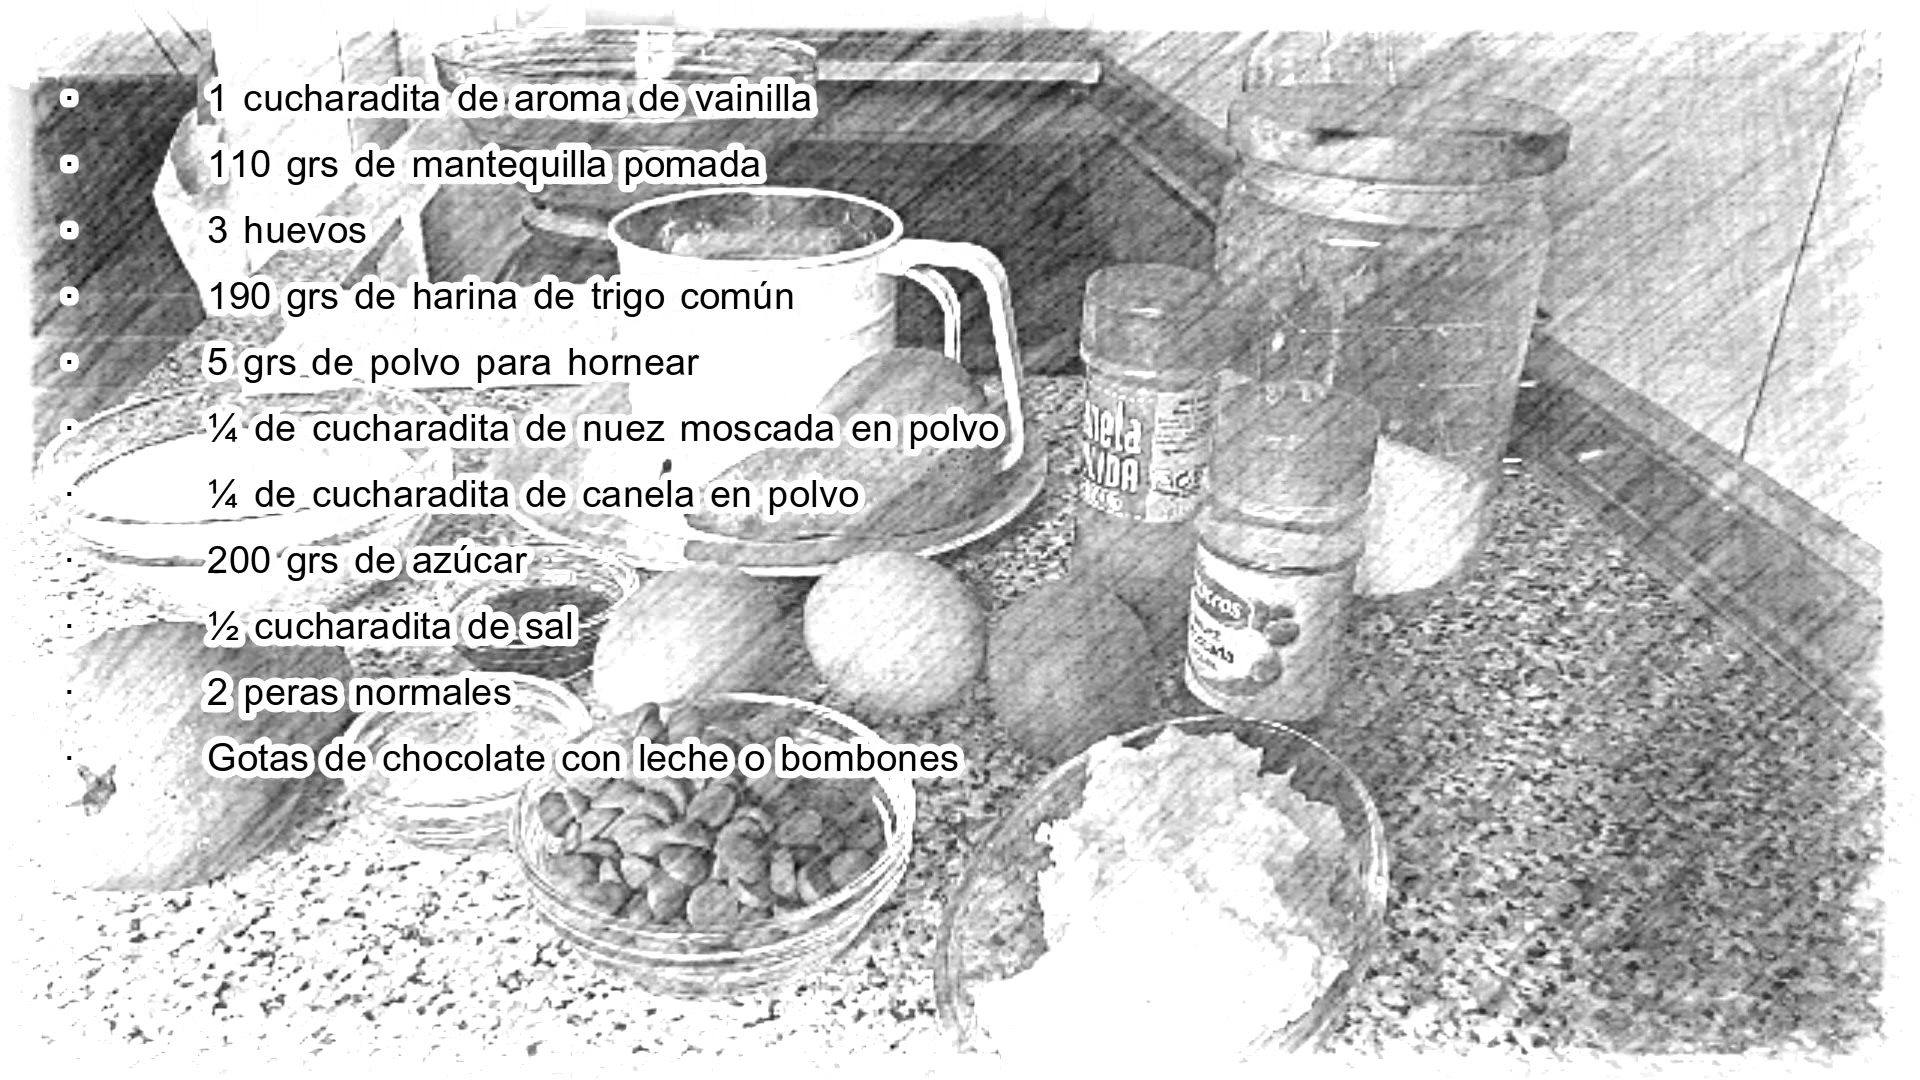 · 1 cucharadita de aroma de vainilla
· 110 grs de mantequilla pomada
· 3 huevos
· 190 grs de harina de trigo común
· 5 grs de polvo para hornear
· ¼ de cucharadita de nuez moscada en polvo
· ¼ de cucharadita de canela en polvo
· 200 grs de azúcar
· ½ cucharadita de sal
· 2 peras normales
· Gotas de chocolate con leche o bombones